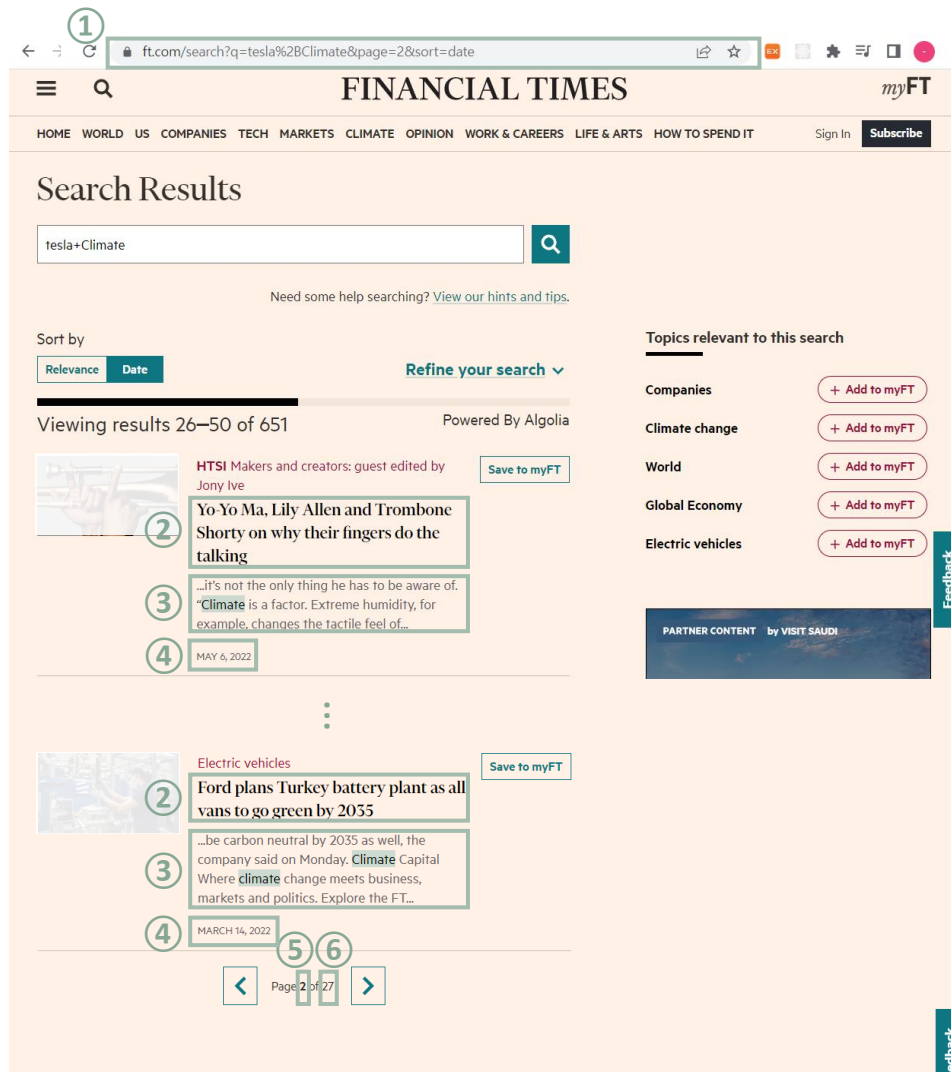 ①
ft.com/search?q=tesla%2BClimate&page=2&sort=date
EX
FINANCIAL TIMES
myFT
HOME WORLD US COMPANIES TECH MARKETS CLIMATE OPINION WORK & CAREERS LIFE & ARTS HOW TO SPEND IT
Sign In Subscribe
Search Results
tesla+Climate
Need some help searching? View our hints and tips.
Sort by
Relevance Date
Refine your search
Viewing results 26–50 of 651
Powered By Algolia
HTSI Makers and creators: guest edited by
Jony Ive
Save to myFT
②
Yo-Yo Ma, Lily Allen and Trombone
Shorty on why their fingers do the
talking
③
...it's not the only thing he has to be aware of.
“Climate is a factor. Extreme humidity, for
example, changes the tactile feel of...
④
MAY 6, 2022
Electric vehicles
Save to myFT
②
Ford plans Turkey battery plant as all
vans to go green by 2035
③
...be carbon neutral by 2035 as well, the
company said on Monday. Climate Capital
Where climate change meets business,
markets and politics. Explore the FT...
④
MARCH 14, 2022
⑤ ⑥
Page 2 of 27
Topics relevant to this search
Companies + Add to myFT
Climate change + Add to myFT
World + Add to myFT
Global Economy + Add to myFT
Electric vehicles + Add to myFT
Feedback
PARTNER CONTENT by VISIT SAUDI